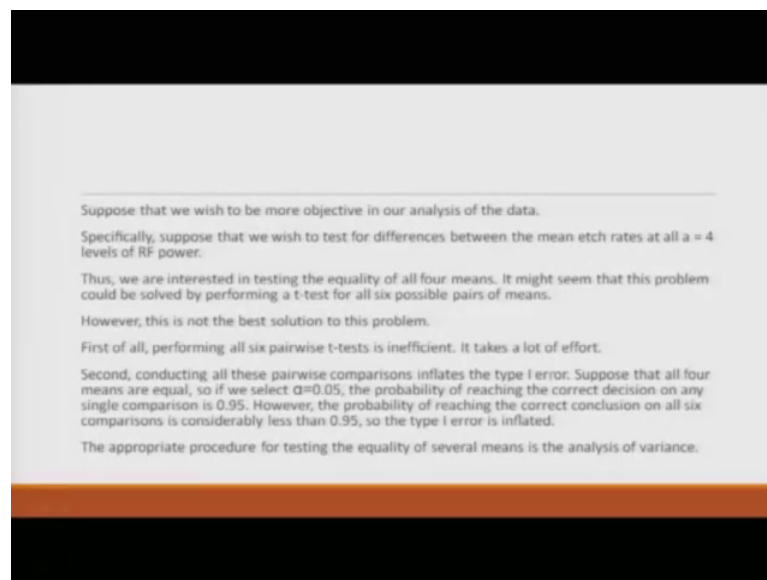 Suppose that we wish to be more objective in our analysis of the data.
Specifically, suppose that we wish to test for differences between the mean etch rates at all a = 4
levels of RF power.
Thus, we are interested in testing the equality of all four means. It might seem that this problem
could be solved by performing a t-test for all six possible pairs of means.
However, this is not the best solution to this problem.
First of all, performing all six pairwise t-tests is inefficient. It takes a lot of effort.
Second, conducting all these pairwise comparisons inflates the type I error. Suppose that all four
means are equal, so if we select α=0.05, the probability of reaching the correct decision on any
single comparison is 0.95. However, the probability of reaching the correct conclusion on all six
comparisons is considerably less than 0.95, so the type I error is inflated.
The appropriate procedure for testing the equality of several means is the analysis of variance.